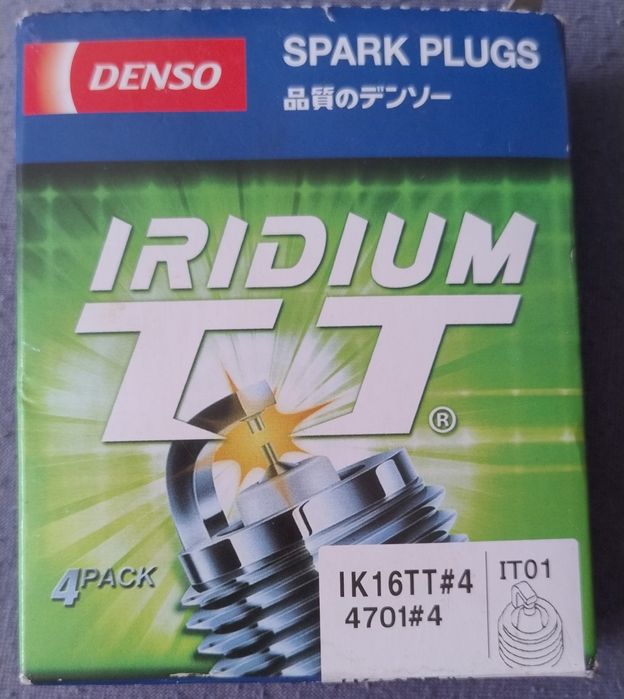 DENSO
SPARK PLUGS
品質のデンソー
IRIDIUM
TT®
4PACK
IK16TT#4
4701#4
IT01